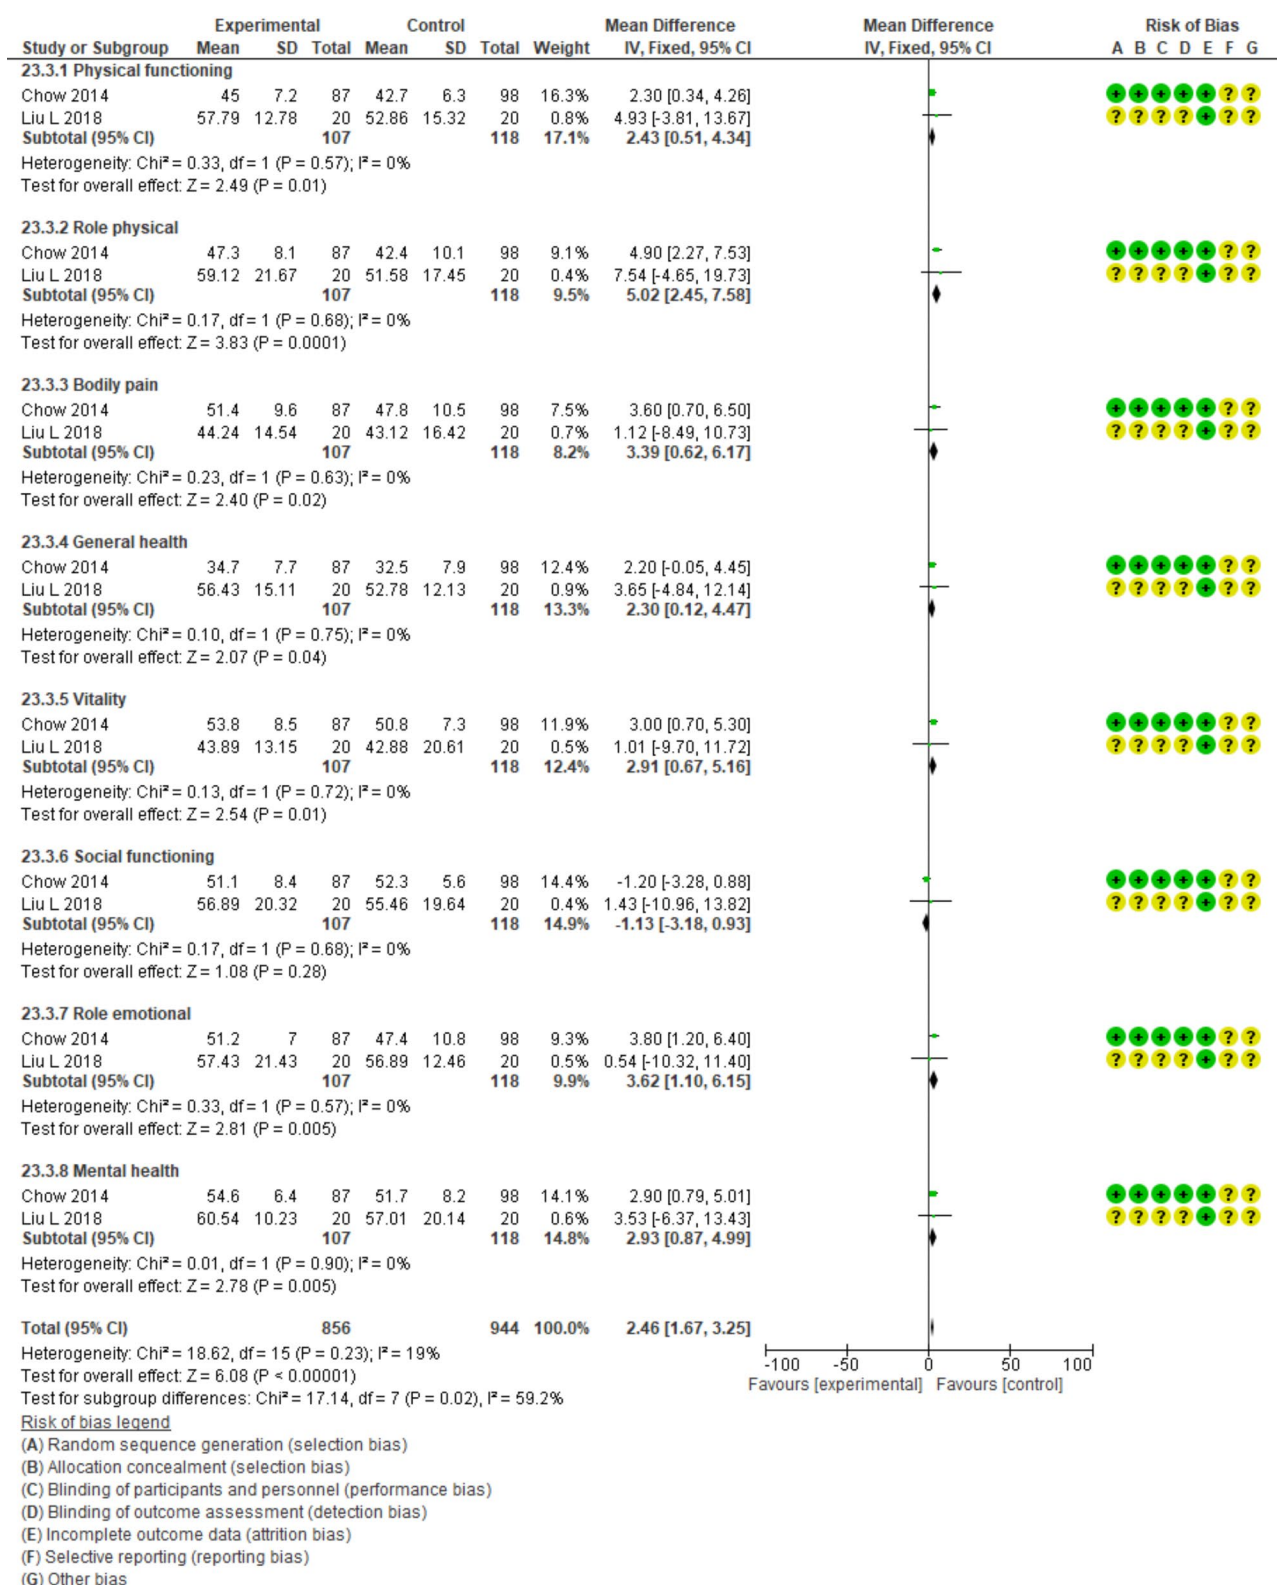 Experimental Control Mean Difference Mean Difference Risk of Bias
Study or Subgroup Mean SD Total Mean SD Total Weight IV, Fixed, 95% CI IV, Fixed, 95% CI A B C D E F G
23.3.1 Physical functioning
Chow 2014 45 7.2 87 42.7 6.3 98 16.3% 2.30 [0.34, 4.26] + + + + + ? ?
Liu L 2018 57.79 12.78 20 52.86 15.32 20 0.8% 4.93 [-3.81, 13.67] ? ? ? ? + ? ?
Subtotal (95% CI) 107 118 17.1% 2.43 [0.51, 4.34]
Heterogeneity: Chi² = 0.33, df = 1 (P = 0.57); I² = 0%
Test for overall effect: Z = 2.49 (P = 0.01)
23.3.2 Role physical
Chow 2014 47.3 8.1 87 42.4 10.1 98 9.1% 4.90 [2.27, 7.53] + + + + + ? ?
Liu L 2018 59.12 21.67 20 51.58 17.45 20 0.4% 7.54 [-4.65, 19.73] ? ? ? ? + ? ?
Subtotal (95% CI) 107 118 9.5% 5.02 [2.45, 7.58]
Heterogeneity: Chi² = 0.17, df = 1 (P = 0.68); I² = 0%
Test for overall effect: Z = 3.83 (P = 0.0001)
23.3.3 Bodily pain
Chow 2014 51.4 9.6 87 47.8 10.5 98 7.5% 3.60 [0.70, 6.50] + + + + + ? ?
Liu L 2018 44.24 14.54 20 43.12 16.42 20 0.7% 1.12 [-8.49, 10.73] ? ? ? ? + ? ?
Subtotal (95% CI) 107 118 8.2% 3.39 [0.62, 6.17]
Heterogeneity: Chi² = 0.23, df = 1 (P = 0.63); I² = 0%
Test for overall effect: Z = 2.40 (P = 0.02)
23.3.4 General health
Chow 2014 34.7 7.7 87 32.5 7.9 98 12.4% 2.20 [-0.05, 4.45] + + + + + ? ?
Liu L 2018 56.43 15.11 20 52.78 12.13 20 0.9% 3.65 [-4.84, 12.14] ? ? ? ? + ? ?
Subtotal (95% CI) 107 118 13.3% 2.30 [0.12, 4.47]
Heterogeneity: Chi² = 0.10, df = 1 (P = 0.75); I² = 0%
Test for overall effect: Z = 2.07 (P = 0.04)
23.3.5 Vitality
Chow 2014 53.8 8.5 87 50.8 7.3 98 11.9% 3.00 [0.70, 5.30] + + + + + ? ?
Liu L 2018 43.89 13.15 20 42.88 20.61 20 0.5% 1.01 [-9.70, 11.72] ? ? ? ? + ? ?
Subtotal (95% CI) 107 118 12.4% 2.91 [0.67, 5.16]
Heterogeneity: Chi² = 0.13, df = 1 (P = 0.72); I² = 0%
Test for overall effect: Z = 2.54 (P = 0.01)
23.3.6 Social functioning
Chow 2014 51.1 8.4 87 52.3 5.6 98 14.4% -1.20 [-3.28, 0.88] + + + + + ? ?
Liu L 2018 56.89 20.32 20 55.46 19.64 20 0.4% 1.43 [-10.96, 13.82] ? ? ? ? + ? ?
Subtotal (95% CI) 107 118 14.9% -1.13 [-3.18, 0.93]
Heterogeneity: Chi² = 0.17, df = 1 (P = 0.68); I² = 0%
Test for overall effect: Z = 1.08 (P = 0.28)
23.3.7 Role emotional
Chow 2014 51.2 7 87 47.4 10.8 98 9.3% 3.80 [1.20, 6.40] + + + + + ? ?
Liu L 2018 57.43 21.43 20 56.89 12.46 20 0.5% 0.54 [-10.32, 11.40] ? ? ? ? + ? ?
Subtotal (95% CI) 107 118 9.9% 3.62 [1.10, 6.15]
Heterogeneity: Chi² = 0.33, df = 1 (P = 0.57); I² = 0%
Test for overall effect: Z = 2.81 (P = 0.005)
23.3.8 Mental health
Chow 2014 54.6 6.4 87 51.7 8.2 98 14.1% 2.90 [0.79, 5.01] + + + + + ? ?
Liu L 2018 60.54 10.23 20 57.01 20.14 20 0.6% 3.53 [-6.37, 13.43] ? ? ? ? + ? ?
Subtotal (95% CI) 107 118 14.8% 2.93 [0.87, 4.99]
Heterogeneity: Chi² = 0.01, df = 1 (P = 0.90); I² = 0%
Test for overall effect: Z = 2.78 (P = 0.005)
Total (95% CI) 856 944 100.0% 2.46 [1.67, 3.25]
Heterogeneity: Chi² = 18.62, df = 15 (P = 0.23); I² = 19%
Test for overall effect: Z = 6.08 (P < 0.00001)
Test for subgroup differences: Chi² = 17.14, df = 7 (P = 0.02), I² = 59.2%
-100 -50 0 50 100
Favours [experimental] Favours [control]
Risk of bias legend
(A) Random sequence generation (selection bias)
(B) Allocation concealment (selection bias)
(C) Blinding of participants and personnel (performance bias)
(D) Blinding of outcome assessment (detection bias)
(E) Incomplete outcome data (attrition bias)
(F) Selective reporting (reporting bias)
(G) Other bias